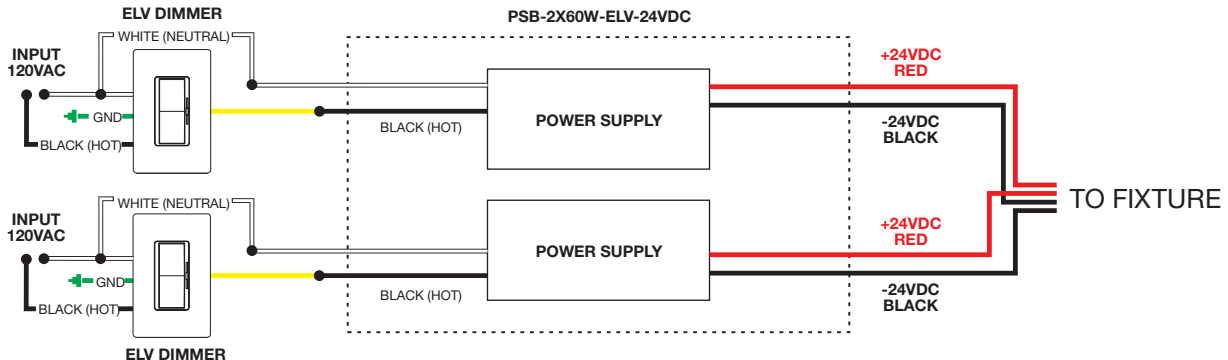 ELV DIMMER
PSB-2X60W-ELV-24VDC
WHITE (NEUTRAL)
INPUT
120VAC
GND
BLACK (HOT)
BLACK (HOT)
POWER SUPPLY
+24VDC
RED
-24VDC
BLACK
TO FIXTURE
WHITE (NEUTRAL)
INPUT
120VAC
GND
BLACK (HOT)
BLACK (HOT)
POWER SUPPLY
+24VDC
RED
-24VDC
BLACK
ELV DIMMER